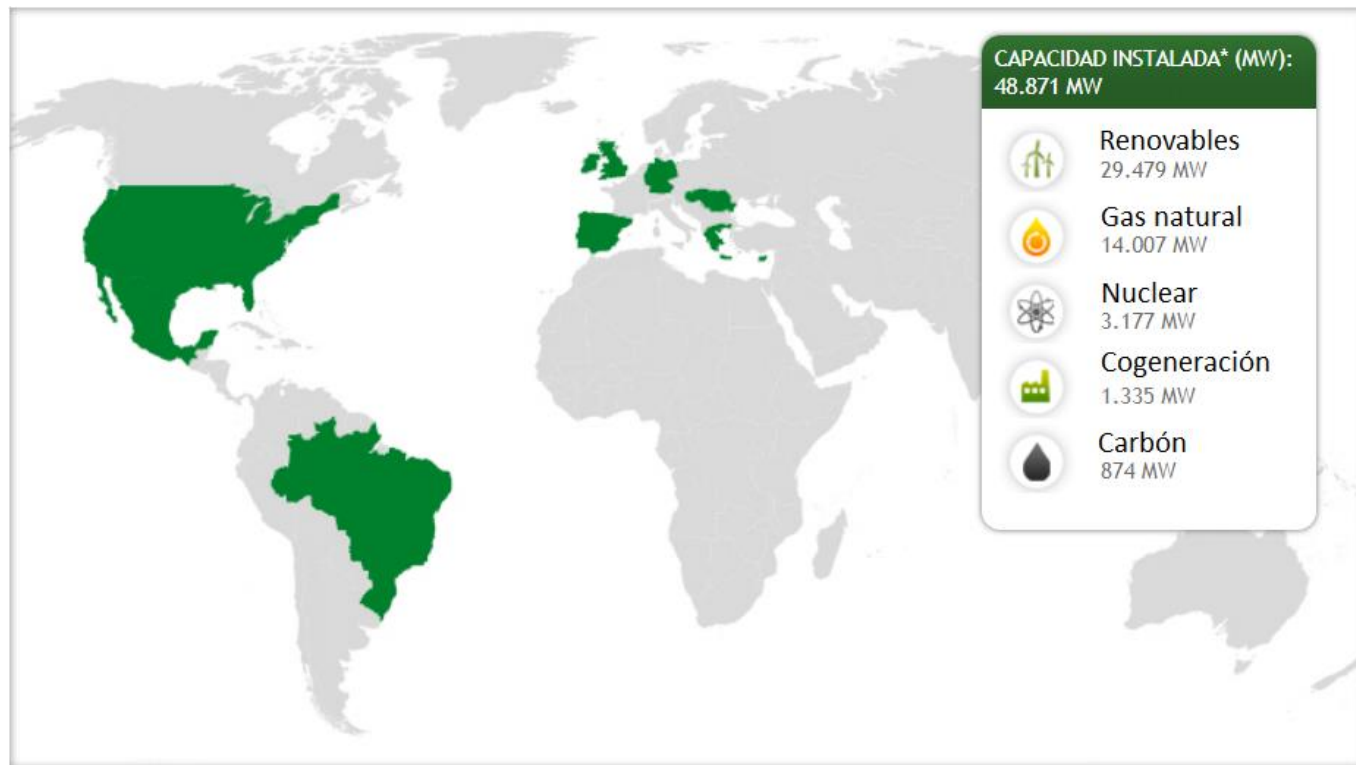 CAPACIDAD INSTALADA* (MW):
48.871 MW
Renovables
29.479 MW
Gas natural
14.007 MW
Nuclear
3.177 MW
Cogeneración
1.335 MW
Carbón
874 MW